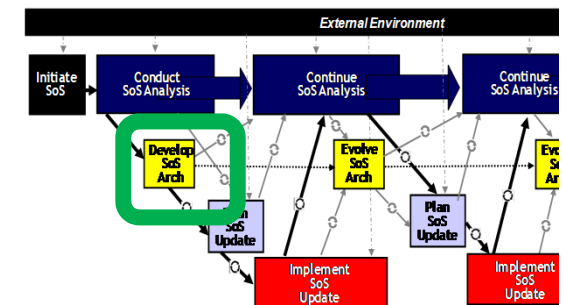 External Environment
Initiate
SoS
Conduct
SoS Analysis
Continue
SoS Analysis
Continue
SoS Analysis
Develop
SoS
Arch
Evolve
SoS
Arch
SoS
SoS
Update
Plan
SoS
Update
Implement
SoS
Update
Implement
SoS
Update